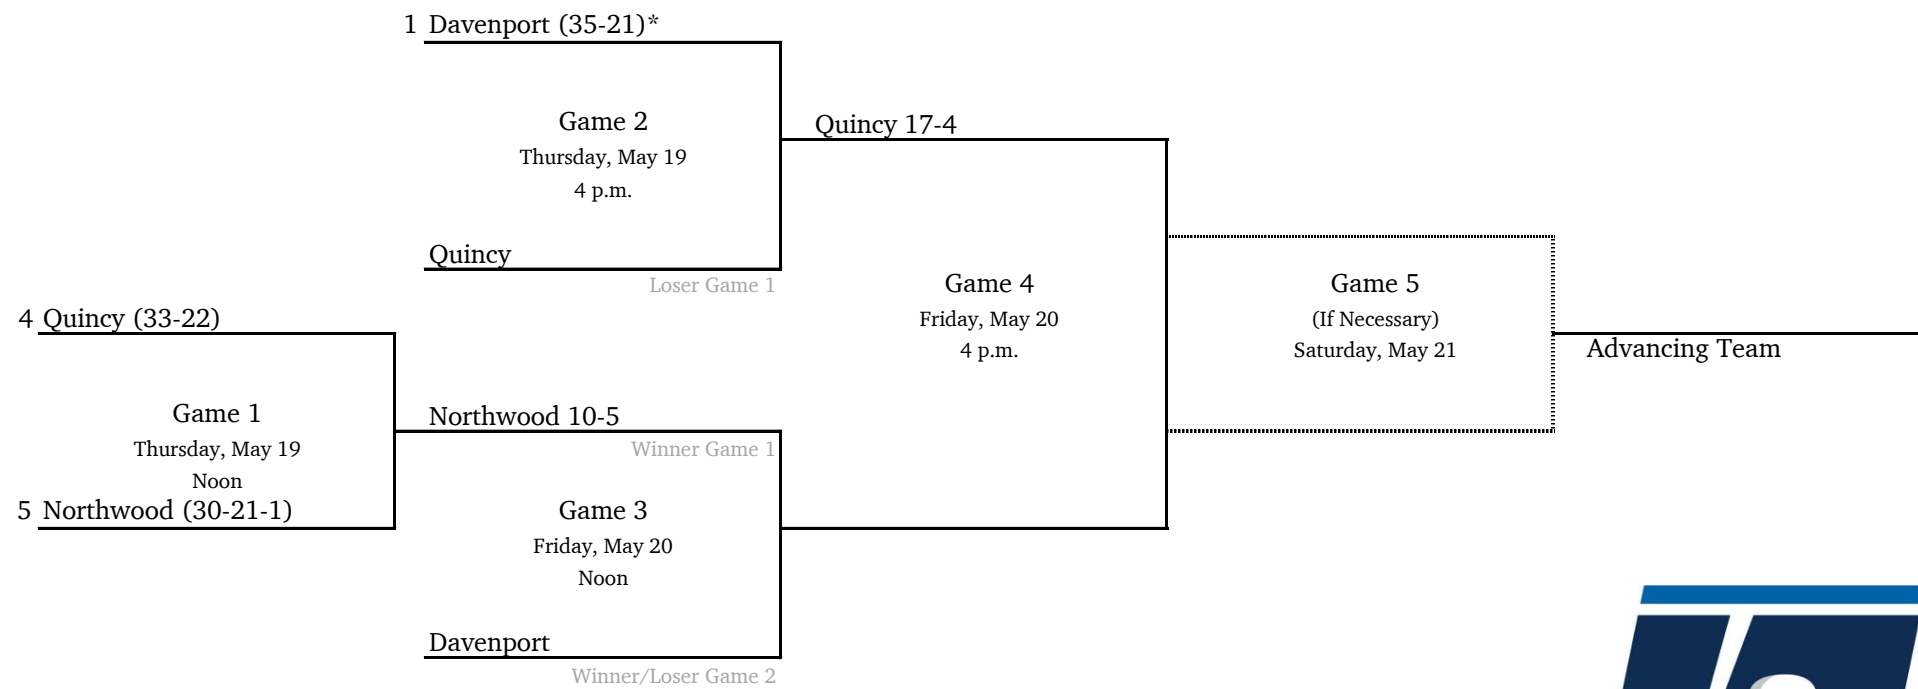 1 Davenport (35-21)*
Game 2
Thursday, May 19
4 p.m.
Quincy 17-4
Quincy
Loser Game 1
4 Quincy (33-22)
Game 1
Thursday, May 19
Noon
5 Northwood (30-21-1)
Northwood 10-5
Winner Game 1
Game 3
Friday, May 20
Noon
Davenport
Winner/Loser Game 2
Game 4
Friday, May 20
4 p.m.
Game 5
(If Necessary)
Saturday, May 21
Advancing Team